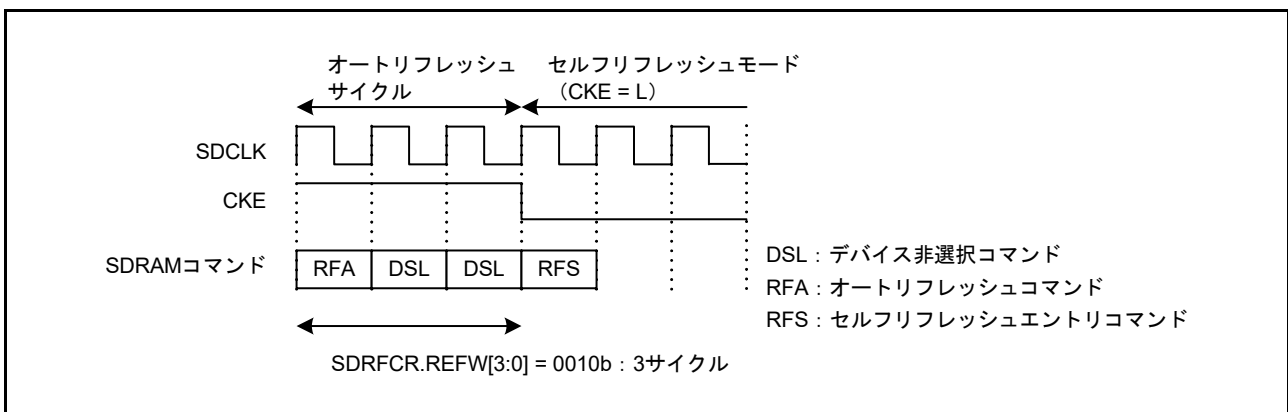 オートリフレッシュ
サイクル
セルフリフレッシュモード
（CKE = L）
SDCLK
CKE
SDRAMコマンド
RFA DSL DSL RFS
DSL：デバイス非選択コマンド
RFA：オートリフレッシュコマンド
RFS：セルフリフレッシュエントリコマンド
SDRFCR.REFW[3:0] = 0010b：3サイクル